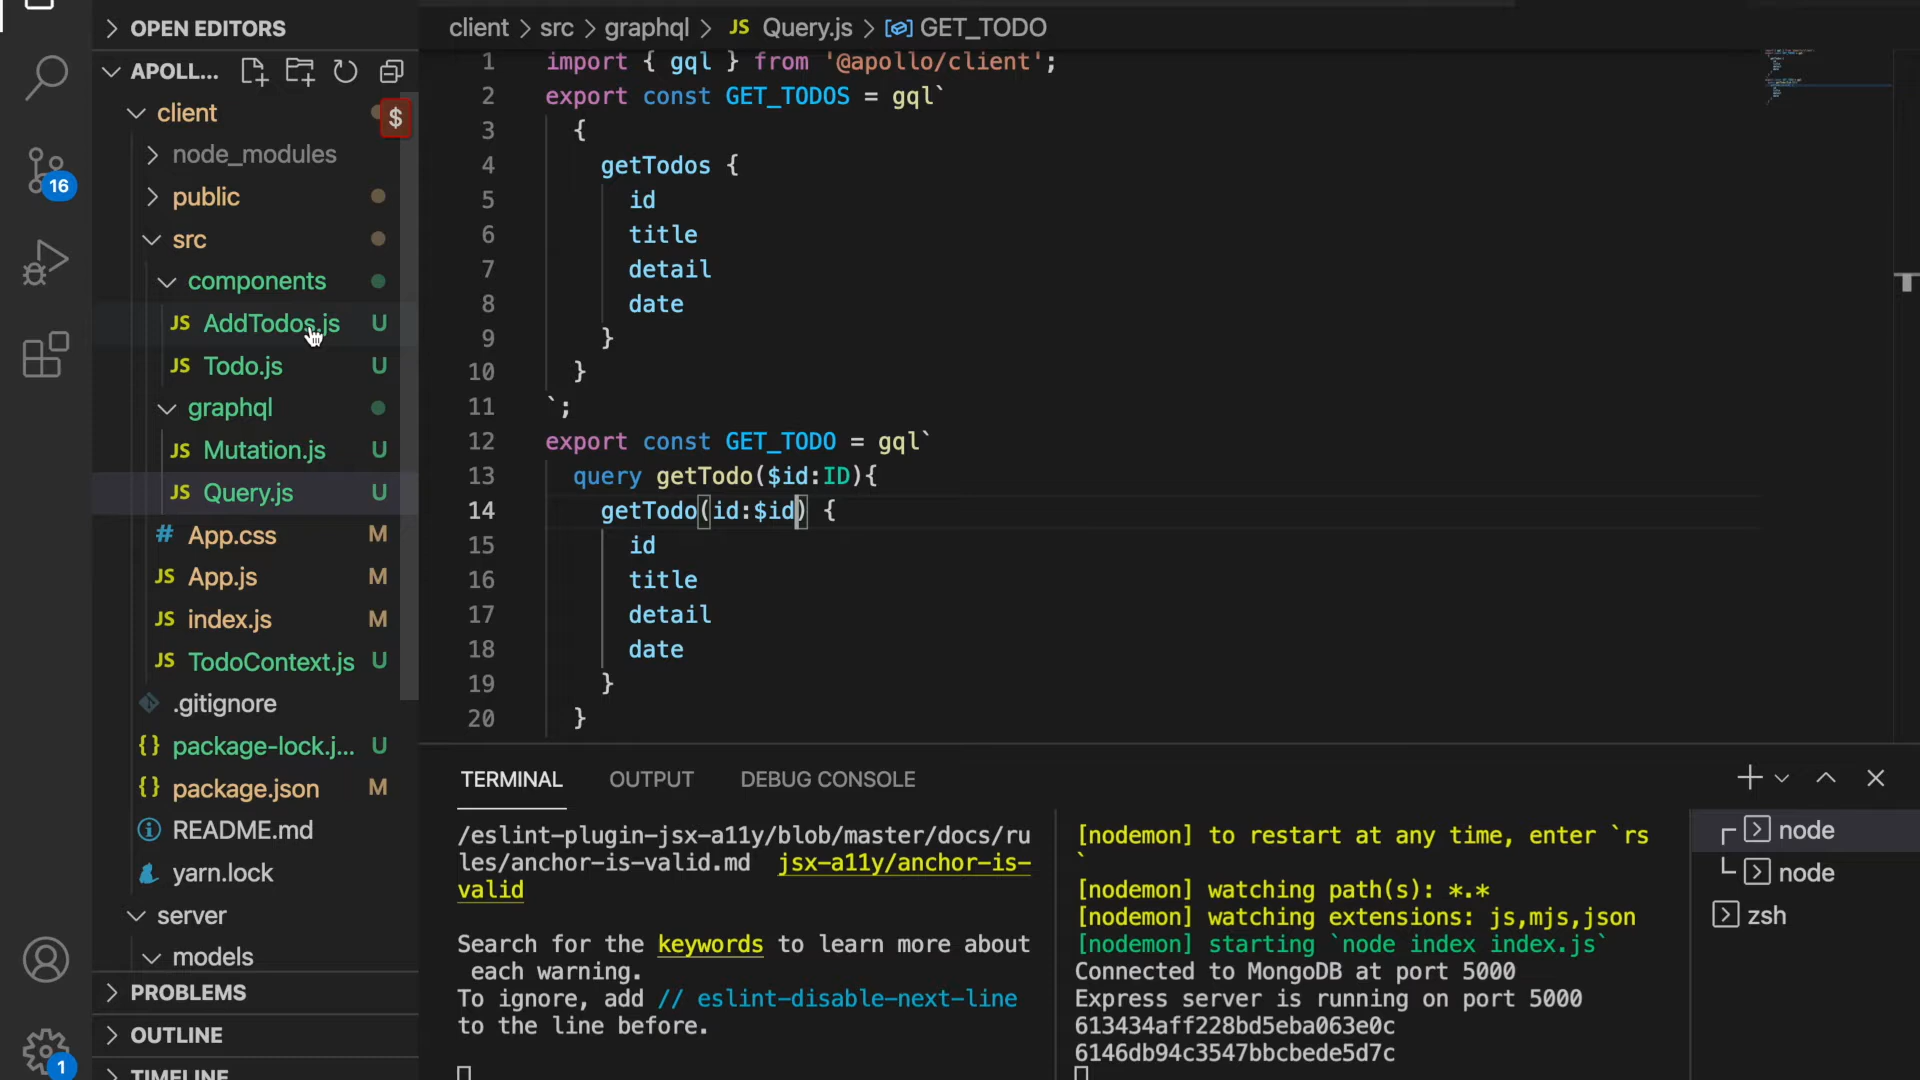 OPEN EDITORS
APOLL...
client
$
node_modules
public
src
components
JS AddTodos.js U
JS Todo.js U
graphql
JS Mutation.js U
JS Query.js U
# App.css M
JS App.js M
JS index.js M
JS TodoContext.js U
.gitignore
{} package-lock.j... U
{} package.json M
README.md
yarn.lock
server
models
PROBLEMS
OUTLINE
TIMELINE
16
1
client > src > graphql > JS Query.js > GET_TODO
1 import { gql } from '@apollo/client';
2 export const GET_TODOS = gql`
3 {
4 getTodos {
5 id
6 title
7 detail
8 date
9 }
10 }
11 `;
12 export const GET_TODO = gql`
13 query getTodo($id:ID){
14 getTodo(id:$id) {
15 id
16 title
17 detail
18 date
19 }
20 }
TERMINAL OUTPUT DEBUG CONSOLE
/eslint-plugin-jsx-a11y/blob/master/docs/ru
les/anchor-is-valid.md jsx-a11y/anchor-is-
valid
Search for the keywords to learn more about
each warning.
To ignore, add // eslint-disable-next-line
to the line before.
[nodemon] to restart at any time, enter `rs
`
[nodemon] watching path(s): *.*
[nodemon] watching extensions: js,mjs,json
[nodemon] starting `node index index.js`
Connected to MongoDB at port 5000
Express server is running on port 5000
613434aff228bd5eba063e0c
6146db94c3547bbcbede5d7c
node
node
zsh